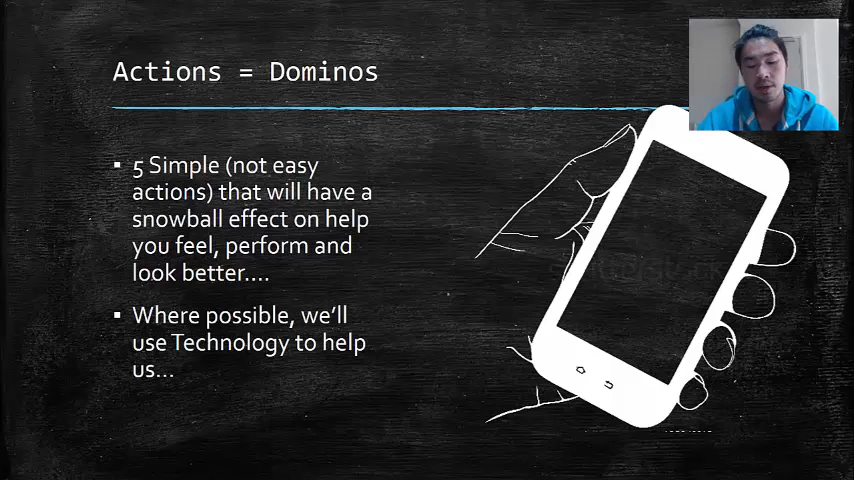 Actions = Dominos
▪ 5 Simple (not easy
actions) that will have a
snowball effect on help
you feel, perform and
look better....
▪ Where possible, we'll
use Technology to help
us...